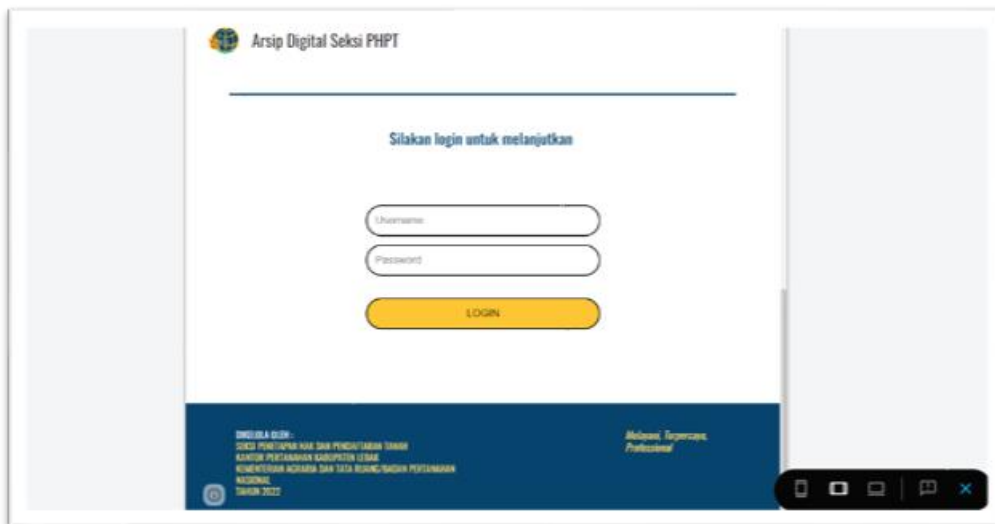 Arsip Digital Seksi PHPT
Silakan login untuk melanjutkan
Username
Password
LOGIN
DIKELOLA OLEH :
SEKSI PENETAPAN HAK DAN PENDAFTARAN TANAH
KANTOR PERTANAHAN KABUPATEN LEBAK
KEMENTERIAN AGRARIA DAN TATA RUANG/BADAN PERTANAHAN
NASIONAL
TAHUN 2022
Melayani, Terpercaya,
Professional